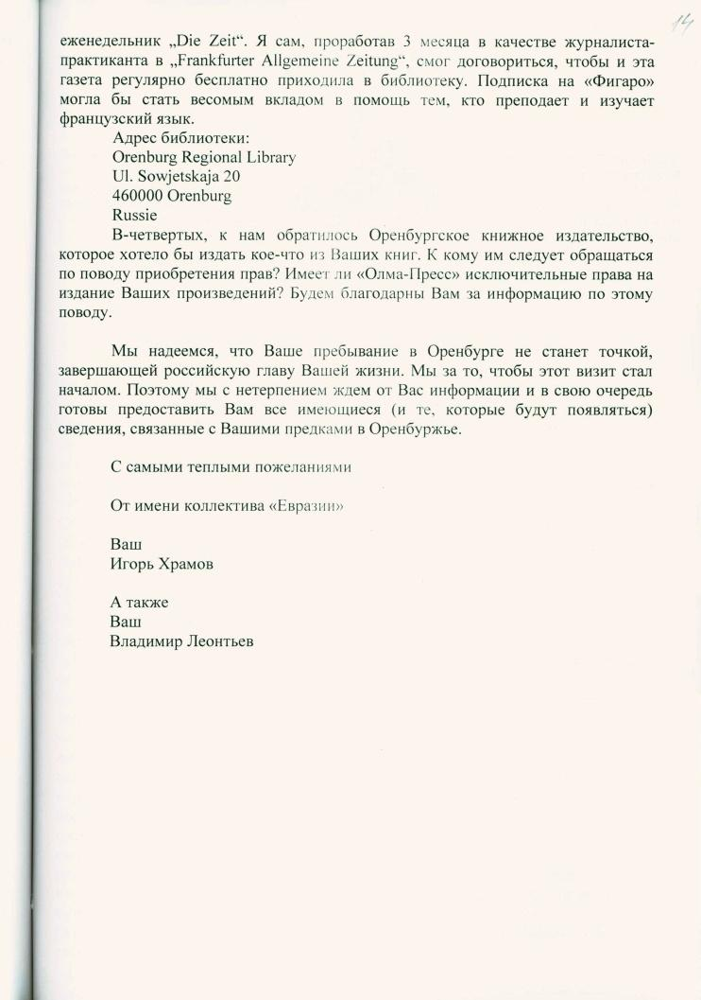 14
еженедельник „Die Zeit“. Я сам, проработав 3 месяца в качестве журналиста-
практиканта в „Frankfurter Allgemeine Zeitung“, смог договориться, чтобы и эта
газета регулярно бесплатно приходила в библиотеку. Подписка на «Фигаро»
могла бы стать весомым вкладом в помощь тем, кто преподает и изучает
французский язык.
Адрес библиотеки:
Orenburg Regional Library
Ul. Sowjetskaja 20
460000 Orenburg
Russie
В-четвертых, к нам обратилось Оренбургское книжное издательство,
которое хотело бы издать кое-что из Ваших книг. К кому им следует обращаться
по поводу приобретения прав? Имеет ли «Олма-Пресс» исключительные права на
издание Ваших произведений? Будем благодарны Вам за информацию по этому
поводу.
Мы надеемся, что Ваше пребывание в Оренбурге не станет точкой,
завершающей российскую главу Вашей жизни. Мы за то, чтобы этот визит стал
началом. Поэтому мы с нетерпением ждем от Вас информации и в свою очередь
готовы предоставить Вам все имеющиеся (и те, которые будут появляться)
сведения, связанные с Вашими предками в Оренбуржье.
С самыми теплыми пожеланиями
От имени коллектива «Евразии»
Ваш
Игорь Храмов
А также
Ваш
Владимир Леонтьев